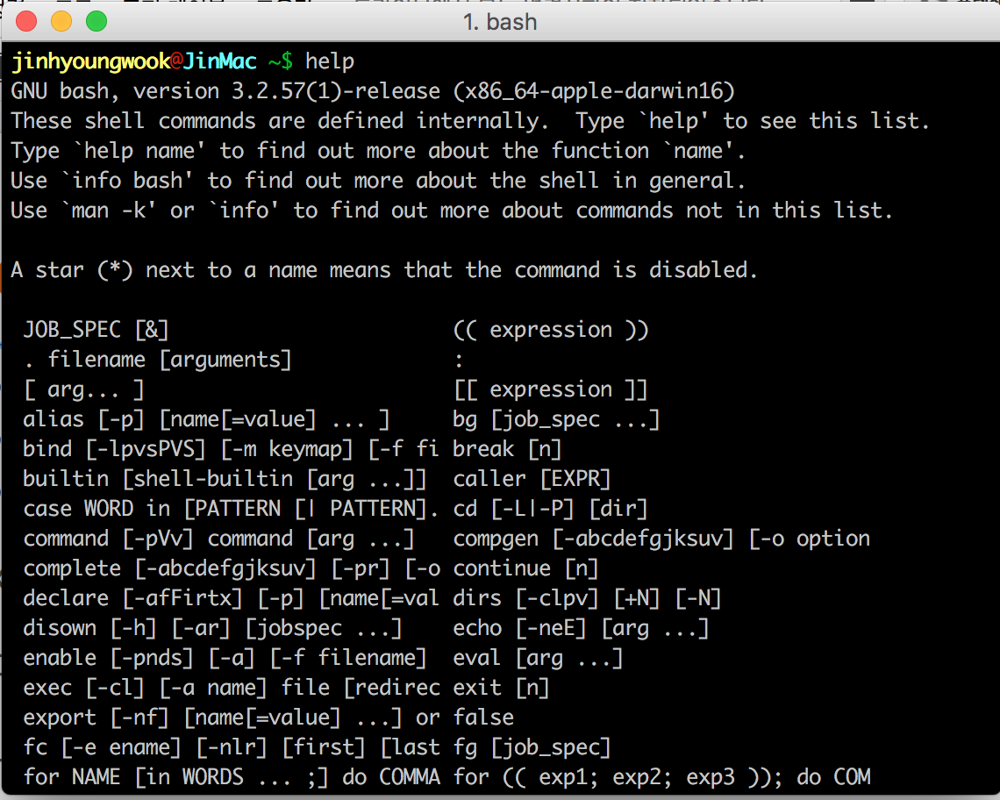 1. bash
jinhyoungwook@JinMac ~$ help
GNU bash, version 3.2.57(1)-release (x86_64-apple-darwin16)
These shell commands are defined internally.  Type `help' to see this list.
Type `help name' to find out more about the function `name'.
Use `info bash' to find out more about the shell in general.
Use `man -k' or `info' to find out more about commands not in this list.
A star (*) next to a name means that the command is disabled.
JOB_SPEC [&]                       (( expression ))
. filename [arguments]             :
[ arg... ]                         [[ expression ]]
alias [-p] [name[=value] ... ]     bg [job_spec ...]
bind [-lpvsPVS] [-m keymap] [-f fi break [n]
builtin [shell-builtin [arg ...]]  caller [EXPR]
case WORD in [PATTERN [| PATTERN]. cd [-L|-P] [dir]
command [-pVv] command [arg ...]   compgen [-abcdefgjksuv] [-o option
complete [-abcdefgjksuv] [-pr] [-o continue [n]
declare [-afFirtx] [-p] [name[=val dirs [-clpv] [+N] [-N]
disown [-h] [-ar] [jobspec ...]    echo [-neE] [arg ...]
enable [-pnds] [-a] [-f filename]  eval [arg ...]
exec [-cl] [-a name] file [redirec exit [n]
export [-nf] [name[=value] ...] or false
fc [-e ename] [-nlr] [first] [last fg [job_spec]
for NAME [in WORDS ... ;] do COMMA for (( exp1; exp2; exp3 )); do COM